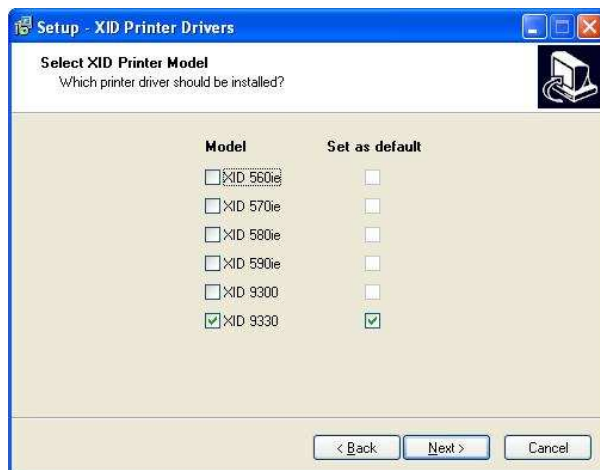 Setup - XID Printer Drivers
Select XID Printer Model
Which printer driver should be installed?
Model Set as default
XID 560ie
XID 570ie
XID 580ie
XID 590ie
XID 9300
XID 9330
< Back Next > Cancel